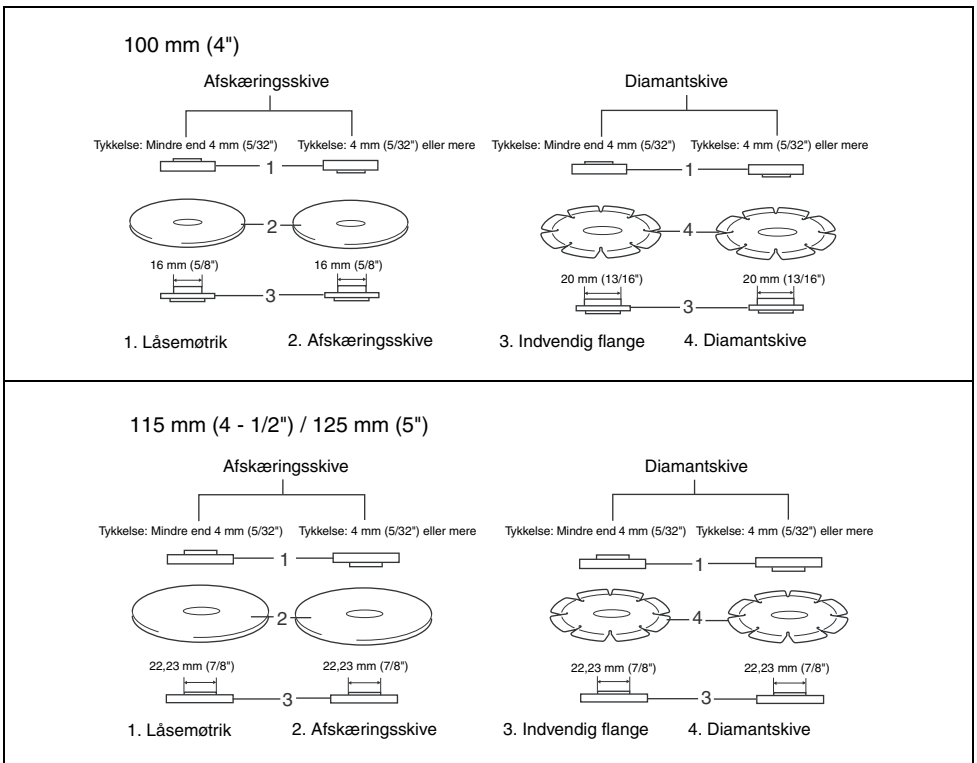 100 mm (4")
Afskæringsskive Diamantskive
Tykkelse: Mindre end 4 mm (5/32") Tykkelse: 4 mm (5/32") eller mere Tykkelse: Mindre end 4 mm (5/32") Tykkelse: 4 mm (5/32") eller mere
1 1
2 4
16 mm (5/8") 16 mm (5/8") 20 mm (13/16") 20 mm (13/16")
3 3
1. Låsemøtrik 2. Afskæringsskive 3. Indvendig flange 4. Diamantskive
115 mm (4 - 1/2") / 125 mm (5")
Afskæringsskive Diamantskive
Tykkelse: Mindre end 4 mm (5/32") Tykkelse: 4 mm (5/32") eller mere Tykkelse: Mindre end 4 mm (5/32") Tykkelse: 4 mm (5/32") eller mere
1 1
2 4
22,23 mm (7/8") 22,23 mm (7/8") 22,23 mm (7/8") 22,23 mm (7/8")
3 3
1. Låsemøtrik 2. Afskæringsskive 3. Indvendig flange 4. Diamantskive